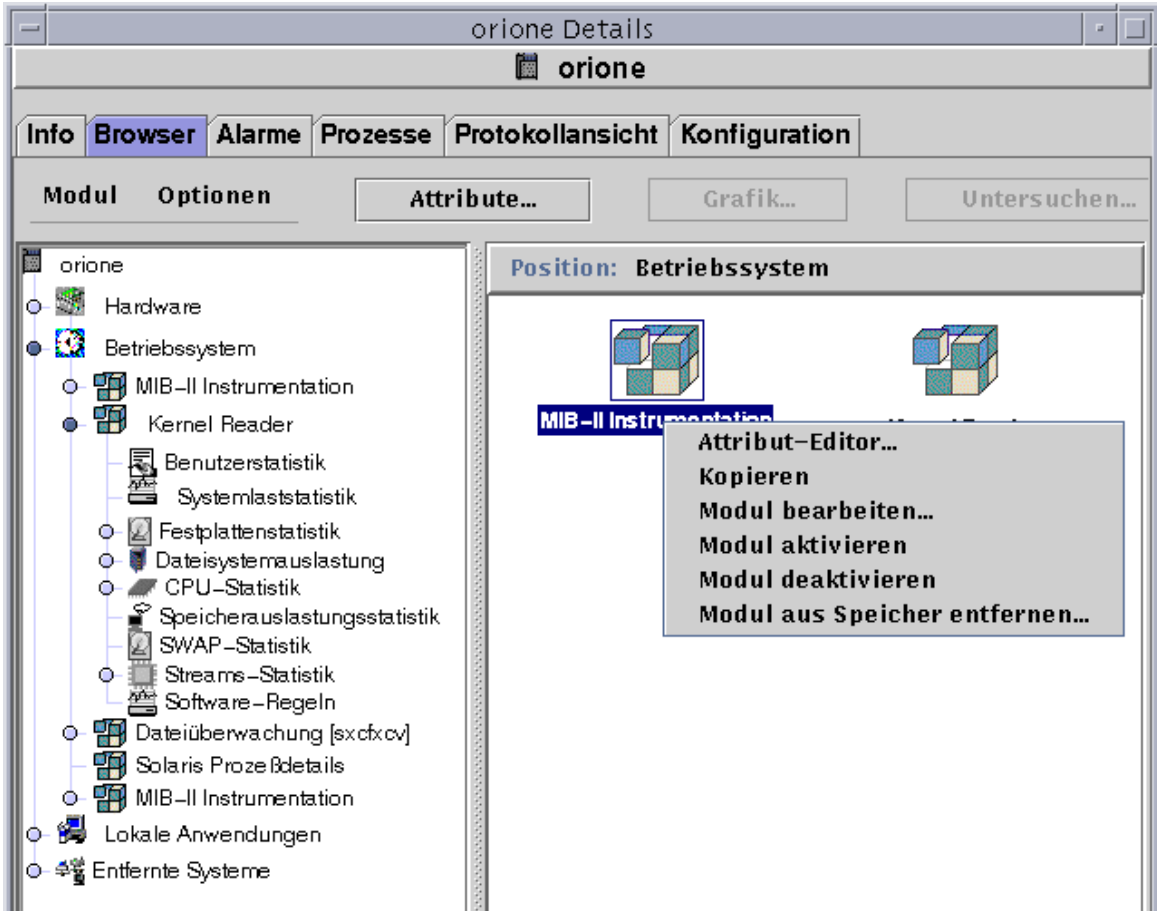 orione Details
orione
Info Browser Alarme Prozesse Protokollansicht Konfiguration
Modul Optionen Attribute... Grafik... Untersuchen...
orione
Hardware
Betriebssystem
MIB-II Instrumentation
Kernel Reader
Benutzerstatistik
Systemlaststatistik
Festplattenstatistik
Dateisystemauslastung
CPU-Statistik
Speicherauslastungsstatistik
SWAP-Statistik
Streams-Statistik
Software-Regeln
Dateiüberwachung [sxcfxcv]
Solaris Prozeßdetails
MIB-II Instrumentation
Lokale Anwendungen
Entfernte Systeme
Position: Betriebssystem
MIB-II Instrumentation
Attribut-Editor...
Kopieren
Modul bearbeiten...
Modul aktivieren
Modul deaktivieren
Modul aus Speicher entfernen...